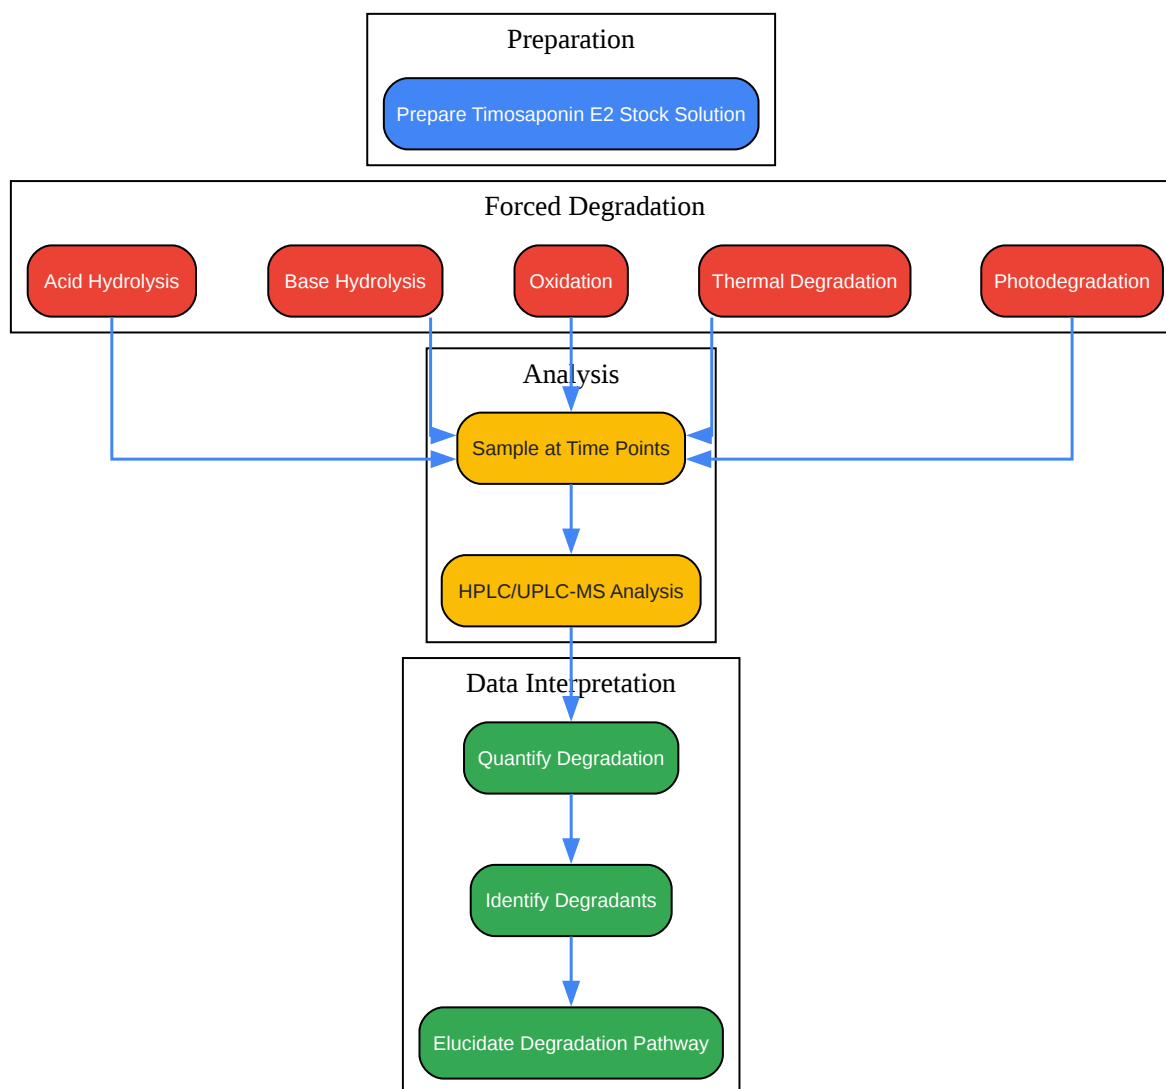 Preparation
Prepare Timosaponin E2 Stock Solution
Forced Degradation
Acid Hydrolysis
Base Hydrolysis
Oxidation
Thermal Degradation
Photodegradation
Analysis
Sample at Time Points
HPLC/UPLC-MS Analysis
Data Interpretation
Quantify Degradation
Identify Degradants
Elucidate Degradation Pathway